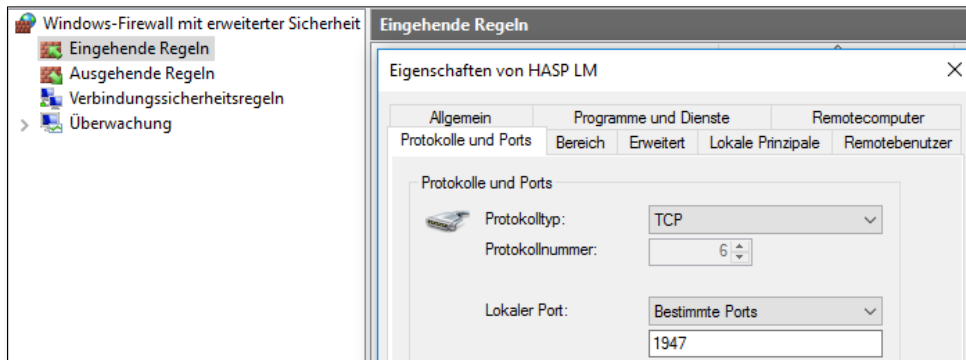 Windows-Firewall mit erweiterter Sicherheit
Eingehende Regeln
Ausgehende Regeln
Verbindungssicherheitsregeln
Überwachung
Eingehende Regeln
Eigenschaften von HASP LM
Allgemein Programme und Dienste Remotecomputer
Protokolle und Ports Bereich Erweitert Lokale Prinzipale Remotebenutzer
Protokolle und Ports
Protokolltyp: TCP
Protokollnummer: 6
Lokaler Port: Bestimmte Ports
1947